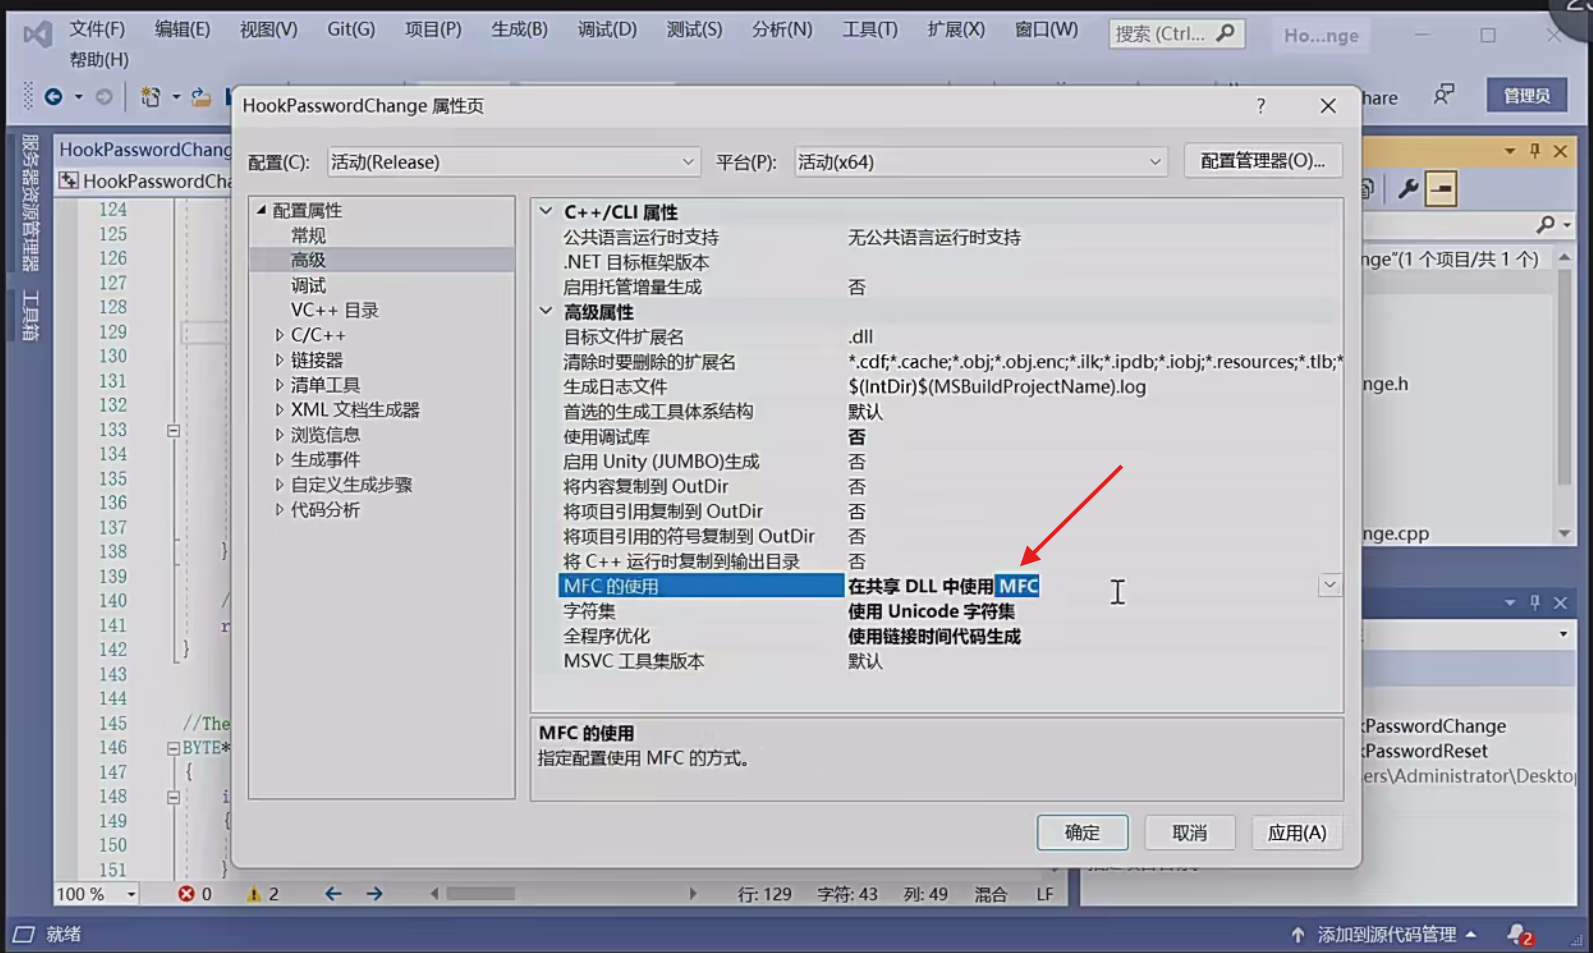 文件(F) 编辑(E) 视图(V) Git(G) 项目(P) 生成(B) 调试(D) 测试(S) 分析(N) 工具(T) 扩展(X) 窗口(W) 搜索 (Ctrl... Ho...nge
帮助(H)
hare 管理员
HookPasswordChange 属性页 ?
配置(C): 活动(Release) 平台(P): 活动(x64) 配置管理器(O)...
服务器资源管理器
工具箱
HookPasswordChang
HookPasswordCha
124
125
126
127
128
129
130
131
132
133
134
135
136
137
138 }
139
140 /
141 r
142 }
143
144
145 //The
146 BYTE*
147 {
148 i
149 {
150
151 }
配置属性
常规
高级
调试
VC++ 目录
C/C++
链接器
清单工具
XML 文档生成器
浏览信息
生成事件
自定义生成步骤
代码分析
C++/CLI 属性
公共语言运行时支持 无公共语言运行时支持
.NET 目标框架版本
启用托管增量生成 否
高级属性
目标文件扩展名 .dll
清除时要删除的扩展名 *.cdf;*.cache;*.obj;*.obj.enc;*.ilk;*.ipdb;*.iobj;*.resources;*.tlb;*
生成日志文件 $(IntDir)$(MSBuildProjectName).log
首选的生成工具体系结构 默认
使用调试库 否
启用 Unity (JUMBO)生成 否
将内容复制到 OutDir 否
将项目引用复制到 OutDir 否
将项目引用的符号复制到 OutDir 否
将 C++ 运行时复制到输出目录 否
MFC 的使用 在共享 DLL 中使用 MFC
字符集 使用 Unicode 字符集
全程序优化 使用链接时间代码生成
MSVC 工具集版本 默认
MFC 的使用
指定配置使用 MFC 的方式。
确定 取消 应用(A)
nge"(1 个项目/共 1 个)
nge.h
nge.cpp
kPasswordChange
kPasswordReset
ers\Administrator\Deskto
100 % 0 2 行: 129 字符: 43 列: 49 混合 LF
就绪 添加到源代码管理 2